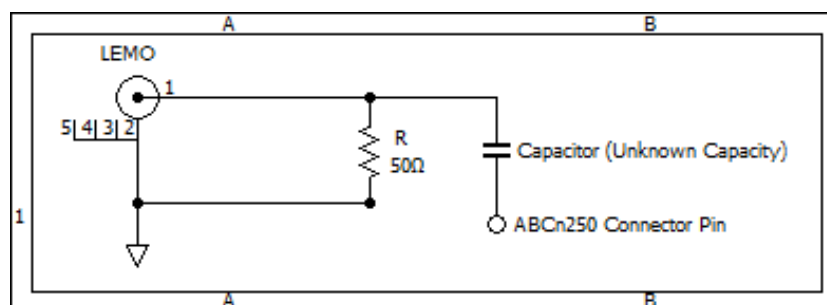 A B
LEMO
1
5 4 3 2
R
50Ω
Capacitor (Unknown Capacity)
1
ABCn250 Connector Pin
A B